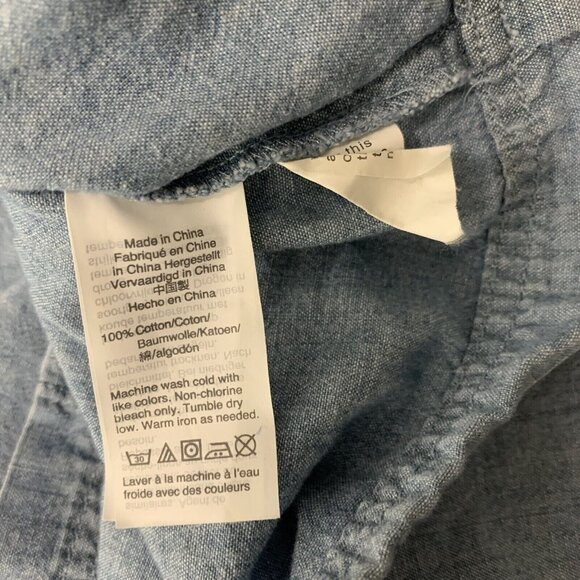 this
Made in China
Fabriqué en Chine
in China Hergestellt
Vervaardigd in China
中国製
Hecho en China
100% Cotton/Coton/
Baumwolle/Katoen/
綿/algodón
Machine wash cold with
like colors. Non-chlorine
bleach only. Tumble dry
low. Warm iron as needed.
30
Laver à la machine à l'eau
froide avec des couleurs